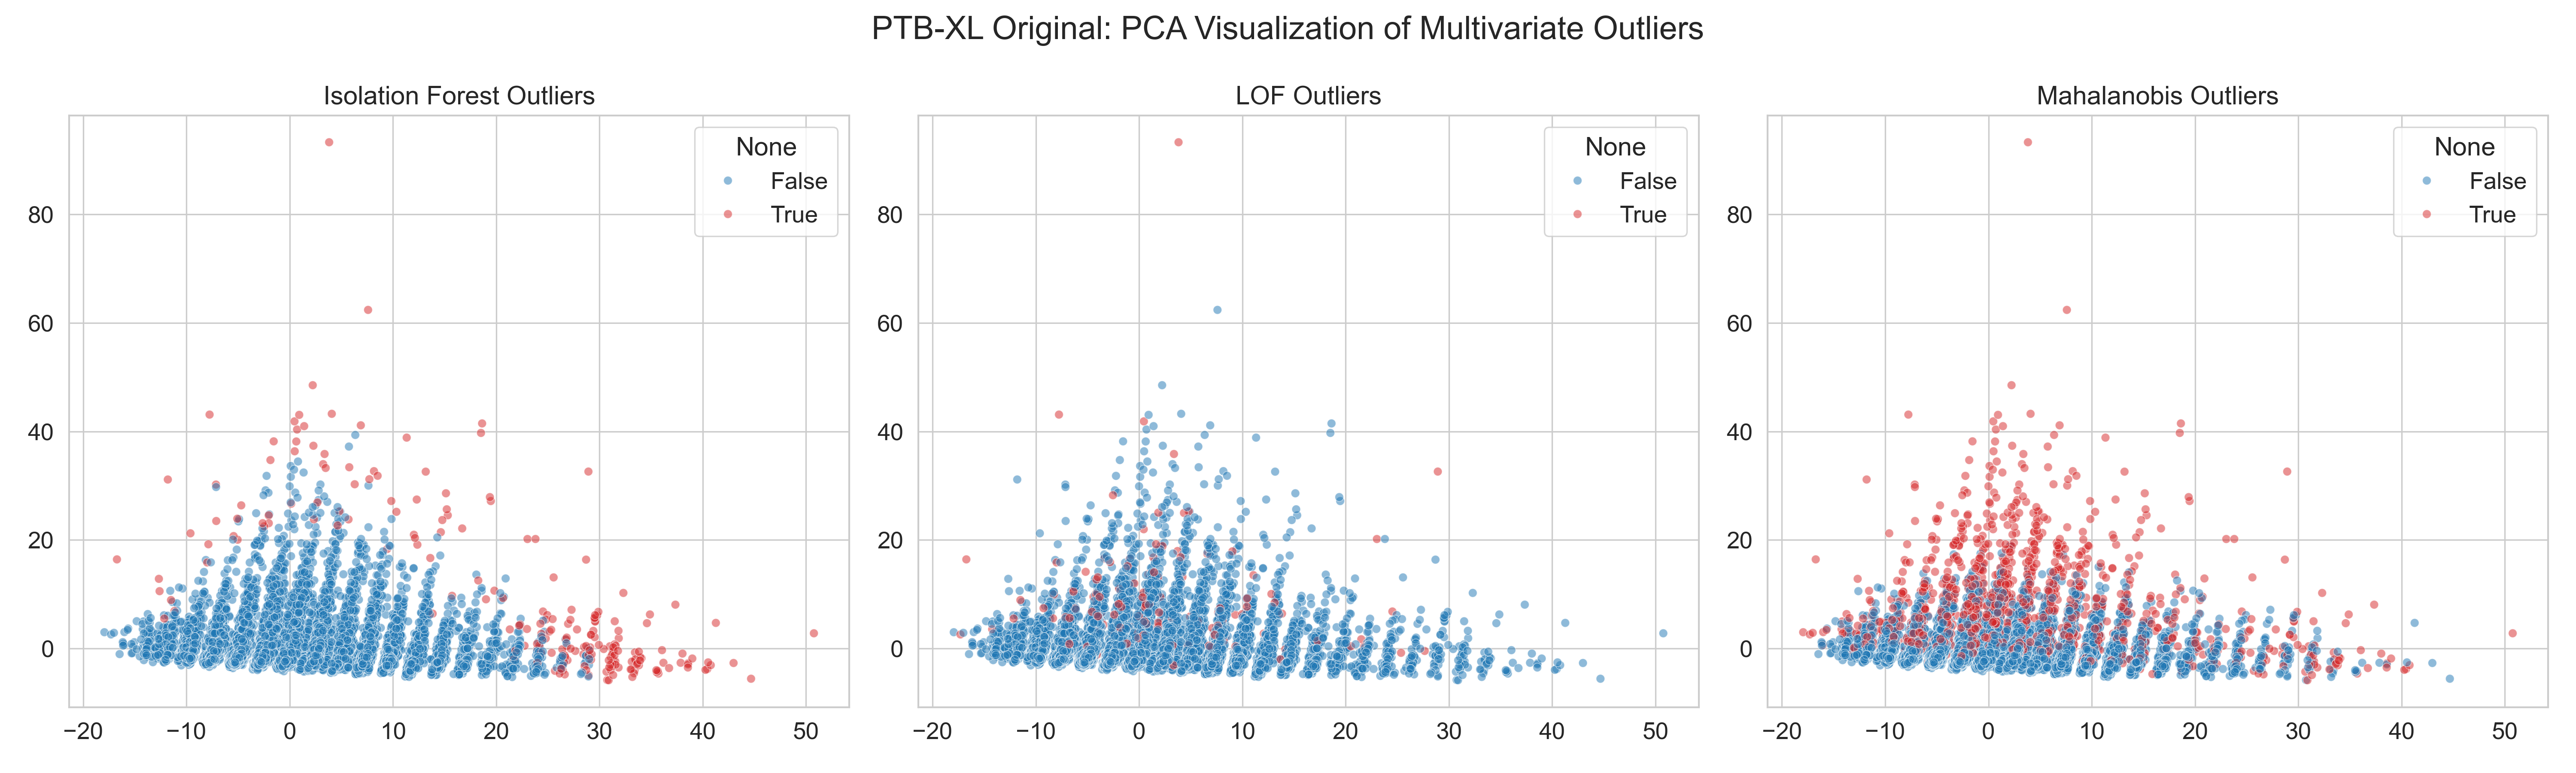 PTB-XL Original: PCA Visualization of Multivariate Outliers
Isolation Forest Outliers
None
False
True
80
60
40
20
0
−20 −10 0 10 20 30 40 50
LOF Outliers
None
False
True
80
60
40
20
0
−20 −10 0 10 20 30 40 50
Mahalanobis Outliers
None
False
True
80
60
40
20
0
−20 −10 0 10 20 30 40 50